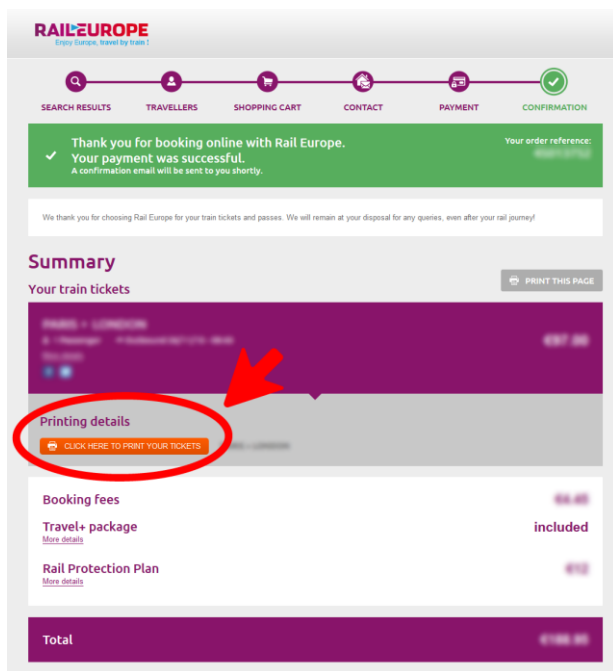 RAILEUROPE
Enjoy Europe, travel by train !
SEARCH RESULTS TRAVELLERS SHOPPING CART CONTACT PAYMENT CONFIRMATION
Thank you for booking online with Rail Europe.
Your payment was successful.
A confirmation email will be sent to you shortly.
Your order reference:
We thank you for choosing Rail Europe for your train tickets and passes. We will remain at your disposal for any queries, even after your rail journey!
Summary
PRINT THIS PAGE
Your train tickets
Printing details
CLICK HERE TO PRINT YOUR TICKETS
Booking fees
Travel+ package included
More details
Rail Protection Plan
More details
Total